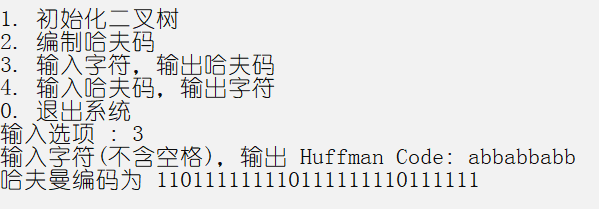 1. 初始化二叉树
2. 编制哈夫码
3. 输入字符，输出哈夫码
4. 输入哈夫码，输出字符
0. 退出系统
输入选项 : 3
输入字符(不含空格), 输出 Huffman Code: abbabbabb
哈夫曼编码为 110111111110111111110111111